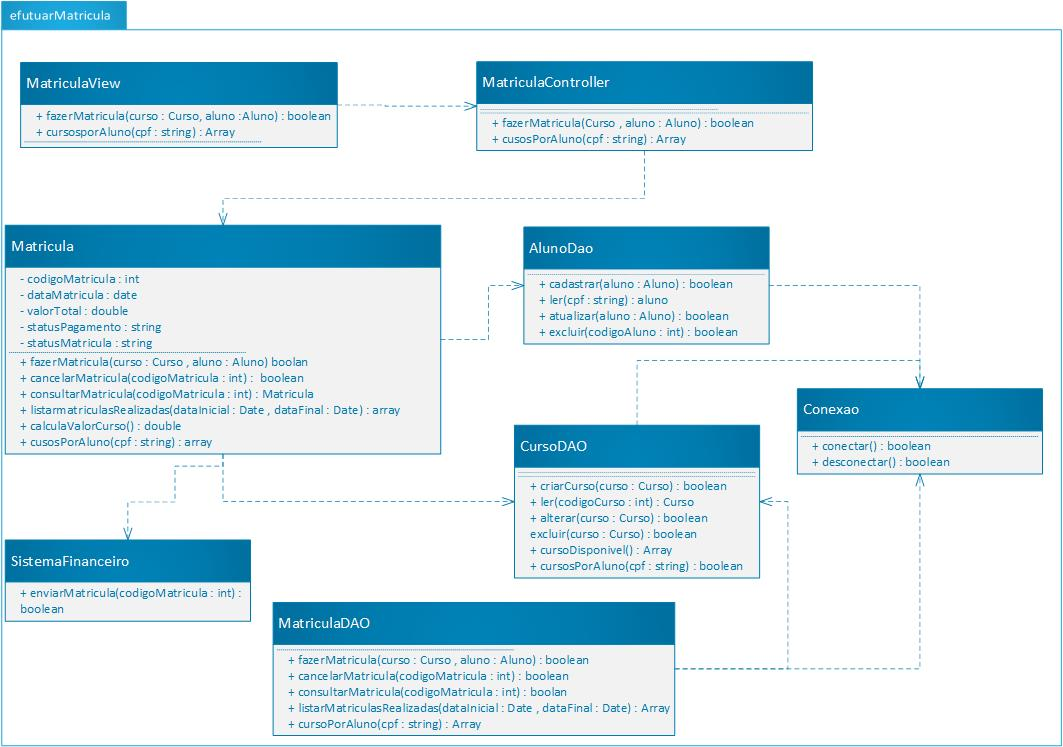 efutuarMatricula
MatriculaView
+ fazerMatricula(curso : Curso, aluno :Aluno) : boolean
+ cursosporAluno(cpf : string) : Array
MatriculaController
+ fazerMatricula(Curso , aluno : Aluno) : boolean
+ cusosPorAluno(cpf : string) : Array
Matricula
- codigoMatricula : int
- dataMatricula : date
- valorTotal : double
- statusPagamento : string
- statusMatricula : string
+ fazerMatricula(curso : Curso , aluno : Aluno) boolan
+ cancelarMatricula(codigoMatricula : int) : boolean
+ consultarMatricula(codigoMatricula : int) : Matricula
+ listarmatriculasRealizadas(dataInicial : Date , dataFinal : Date) : array
+ calculaValorCurso() : double
+ cusosPorAluno(cpf : string) : array
AlunoDao
+ cadastrar(aluno : Aluno) : boolean
+ ler(cpf : string) : aluno
+ atualizar(aluno : Aluno) : boolean
+ excluir(codigoAluno : int) : boolean
Conexao
+ conectar() : boolean
+ desconectar() : boolean
CursoDAO
+ criarCurso(curso : Curso) : boolean
+ ler(codigoCurso : int) : Curso
+ alterar(curso : Curso) : boolean
excluir(curso : Curso) : boolean
+ cursoDisponivel() : Array
+ cursosPorAluno(cpf : string) : boolean
SistemaFinanceiro
+ enviarMatricula(codigoMatricula : int) :
boolean
MatriculaDAO
+ fazerMatricula(curso : Curso , aluno : Aluno) : boolean
+ cancelarMatricula(codigoMatricula : int) : boolean
+ consultarMatricula(codigoMatricula : int) : boolan
+ listarMatriculasRealizadas(dataInicial : Date , dataFinal : Date) : Array
+ cursoPorAluno(cpf : string) : Array